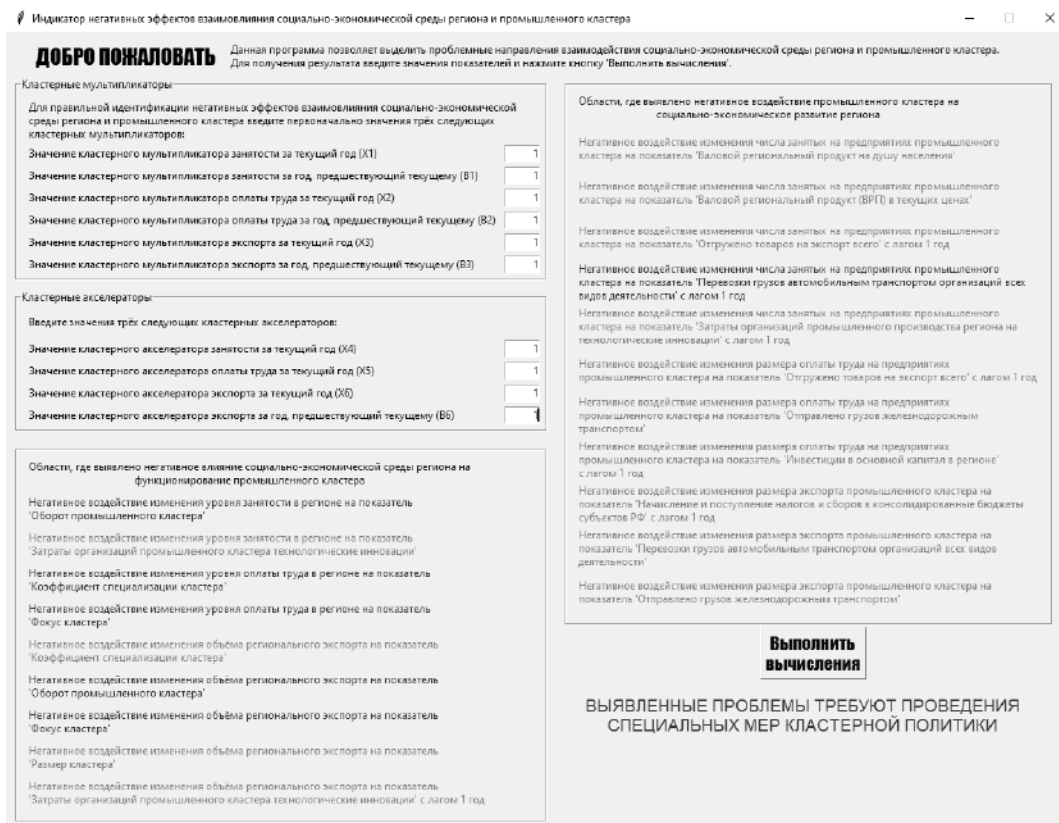 Индикатор негативных эффектов взаимовлияния социально-экономической среды региона и промышленного кластера
ДОБРО ПОЖАЛОВАТЬ
Данная программа позволяет выделить проблемные направления взаимодействия социально-экономической среды региона и промышленного кластера.
Для получения результата введите значения показателей и нажмите кнопку 'Выполнить вычисления'.
Кластерные мультипликаторы
Для правильной идентификации негативных эффектов взаимовлияния социально-экономической
среды региона и промышленного кластера введите первоначально значения трёх следующих
кластерных мультипликаторов:
Значение кластерного мультипликатора занятости за текущий год (X1) 1
Значение кластерного мультипликатора занятости за год, предшествующий текущему (B1) 1
Значение кластерного мультипликатора оплаты труда за текущий год (X2) 1
Значение кластерного мультипликатора оплаты труда за год, предшествующий текущему (B2) 1
Значение кластерного мультипликатора экспорта за текущий год (X3) 1
Значение кластерного мультипликатора экспорта за год, предшествующий текущему (B3) 1
Кластерные акселераторы
Введите значения трёх следующих кластерных акселераторов:
Значение кластерного акселератора занятости за текущий год (X4) 1
Значение кластерного акселератора оплаты труда за текущий год (X5) 1
Значение кластерного акселератора экспорта за текущий год (X6) 1
Значение кластерного акселератора экспорта за год, предшествующий текущему (B6) 1
Области, где выявлено негативное влияние социально-экономической среды региона на
функционирование промышленного кластера
Негативное воздействие изменения уровня занятости в регионе на показатель
'Оборот промышленного кластера'
Негативное воздействие изменения уровня занятости в регионе на показатель
'Затраты организаций промышленного кластера технологические инновации'
Негативное воздействие изменения уровня оплаты труда в регионе на показатель
'Коэффициент специализации кластера'
Негативное воздействие изменения уровня оплаты труда в регионе на показатель
'Фокус кластера'
Негативное воздействие изменения объёма регионального экспорта на показатель
'Коэффициент специализации кластера'
Негативное воздействие изменения объёма регионального экспорта на показатель
'Оборот промышленного кластера'
Негативное воздействие изменения объёма регионального экспорта на показатель
'Фокус кластера'
Негативное воздействие изменения объёма регионального экспорта на показатель
'Размер кластера'
Негативное воздействие изменения объёма регионального экспорта на показатель
'Затраты организаций промышленного кластера технологические инновации' с лагом 1 год
Области, где выявлено негативное воздействие промышленного кластера на
социально-экономическое развитие региона
Негативное воздействие изменения числа занятых на предприятиях промышленного
кластера на показатель 'Валовой региональный продукт на душу населения'
Негативное воздействие изменения числа занятых на предприятиях промышленного
кластера на показатель 'Валовой региональный продукт (ВРП) в текущих ценах'
Негативное воздействие изменения числа занятых на предприятиях промышленного
кластера на показатель 'Отгружено товаров на экспорт всего' с лагом 1 год
Негативное воздействие изменения числа занятых на предприятиях промышленного
кластера на показатель 'Перевозки грузов автомобильным транспортом организаций всех
видов деятельности' с лагом 1 год
Негативное воздействие изменения числа занятых на предприятиях промышленного
кластера на показатель 'Затраты организаций промышленного производства региона на
технологические инновации' с лагом 1 год
Негативное воздействие изменения размера оплаты труда на предприятиях
промышленного кластера на показатель 'Отгружено товаров на экспорт всего' с лагом 1 год
Негативное воздействие изменения размера оплаты труда на предприятиях
промышленного кластера на показатель 'Отправлено грузов железнодорожным
транспортом'
Негативное воздействие изменения размера оплаты труда на предприятиях
промышленного кластера на показатель 'Инвестиции в основной капитал в регионе'
с лагом 1 год
Негативное воздействие изменения размера экспорта промышленного кластера на
показатель 'Начисление и поступление налогов и сборов в консолидированные бюджеты
субъектов РФ' с лагом 1 год
Негативное воздействие изменения размера экспорта промышленного кластера на
показатель 'Перевозки грузов автомобильным транспортом организаций всех видов
деятельности'
Негативное воздействие изменения размера экспорта промышленного кластера на
показатель 'Отправлено грузов железнодорожным транспортом'
Выполнить
вычисления
ВЫЯВЛЕННЫЕ ПРОБЛЕМЫ ТРЕБУЮТ ПРОВЕДЕНИЯ
СПЕЦИАЛЬНЫХ МЕР КЛАСТЕРНОЙ ПОЛИТИКИ